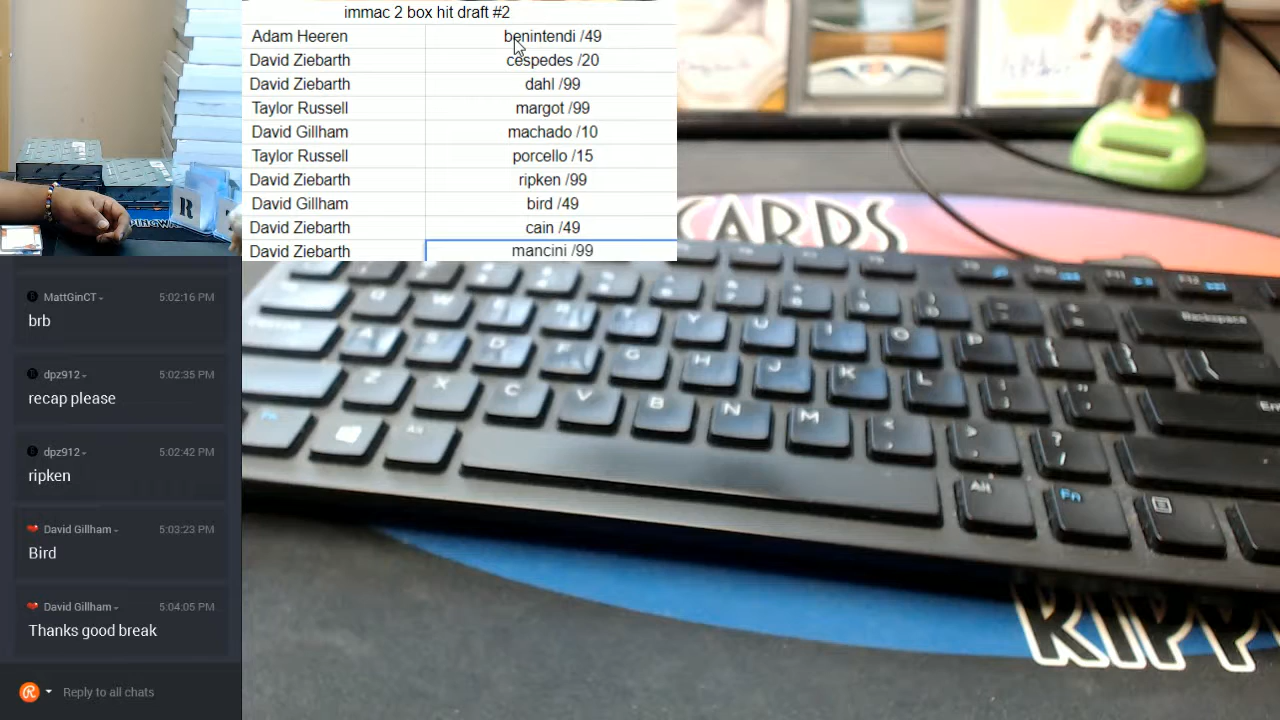 immac 2 box hit draft #2
Adam Heeren benintendi /49
David Ziebarth cespedes /20
David Ziebarth dahl /99
Taylor Russell margot /99
David Gillham machado /10
Taylor Russell porcello /15
David Ziebarth ripken /99
David Gillham bird /49
David Ziebarth cain /49
David Ziebarth mancini /99
R
MattGinCT 5:02:16 PM
brb
dpz912 5:02:35 PM
recap please
dpz912 5:02:42 PM
ripken
David Gillham 5:03:23 PM
Bird
David Gillham 5:04:05 PM
Thanks good break
Reply to all chats
CARDS
Backspace
Q W E R T Y U I O P
A S D F G H J K L
Z X C V B N M
Alt Fn
KIPP